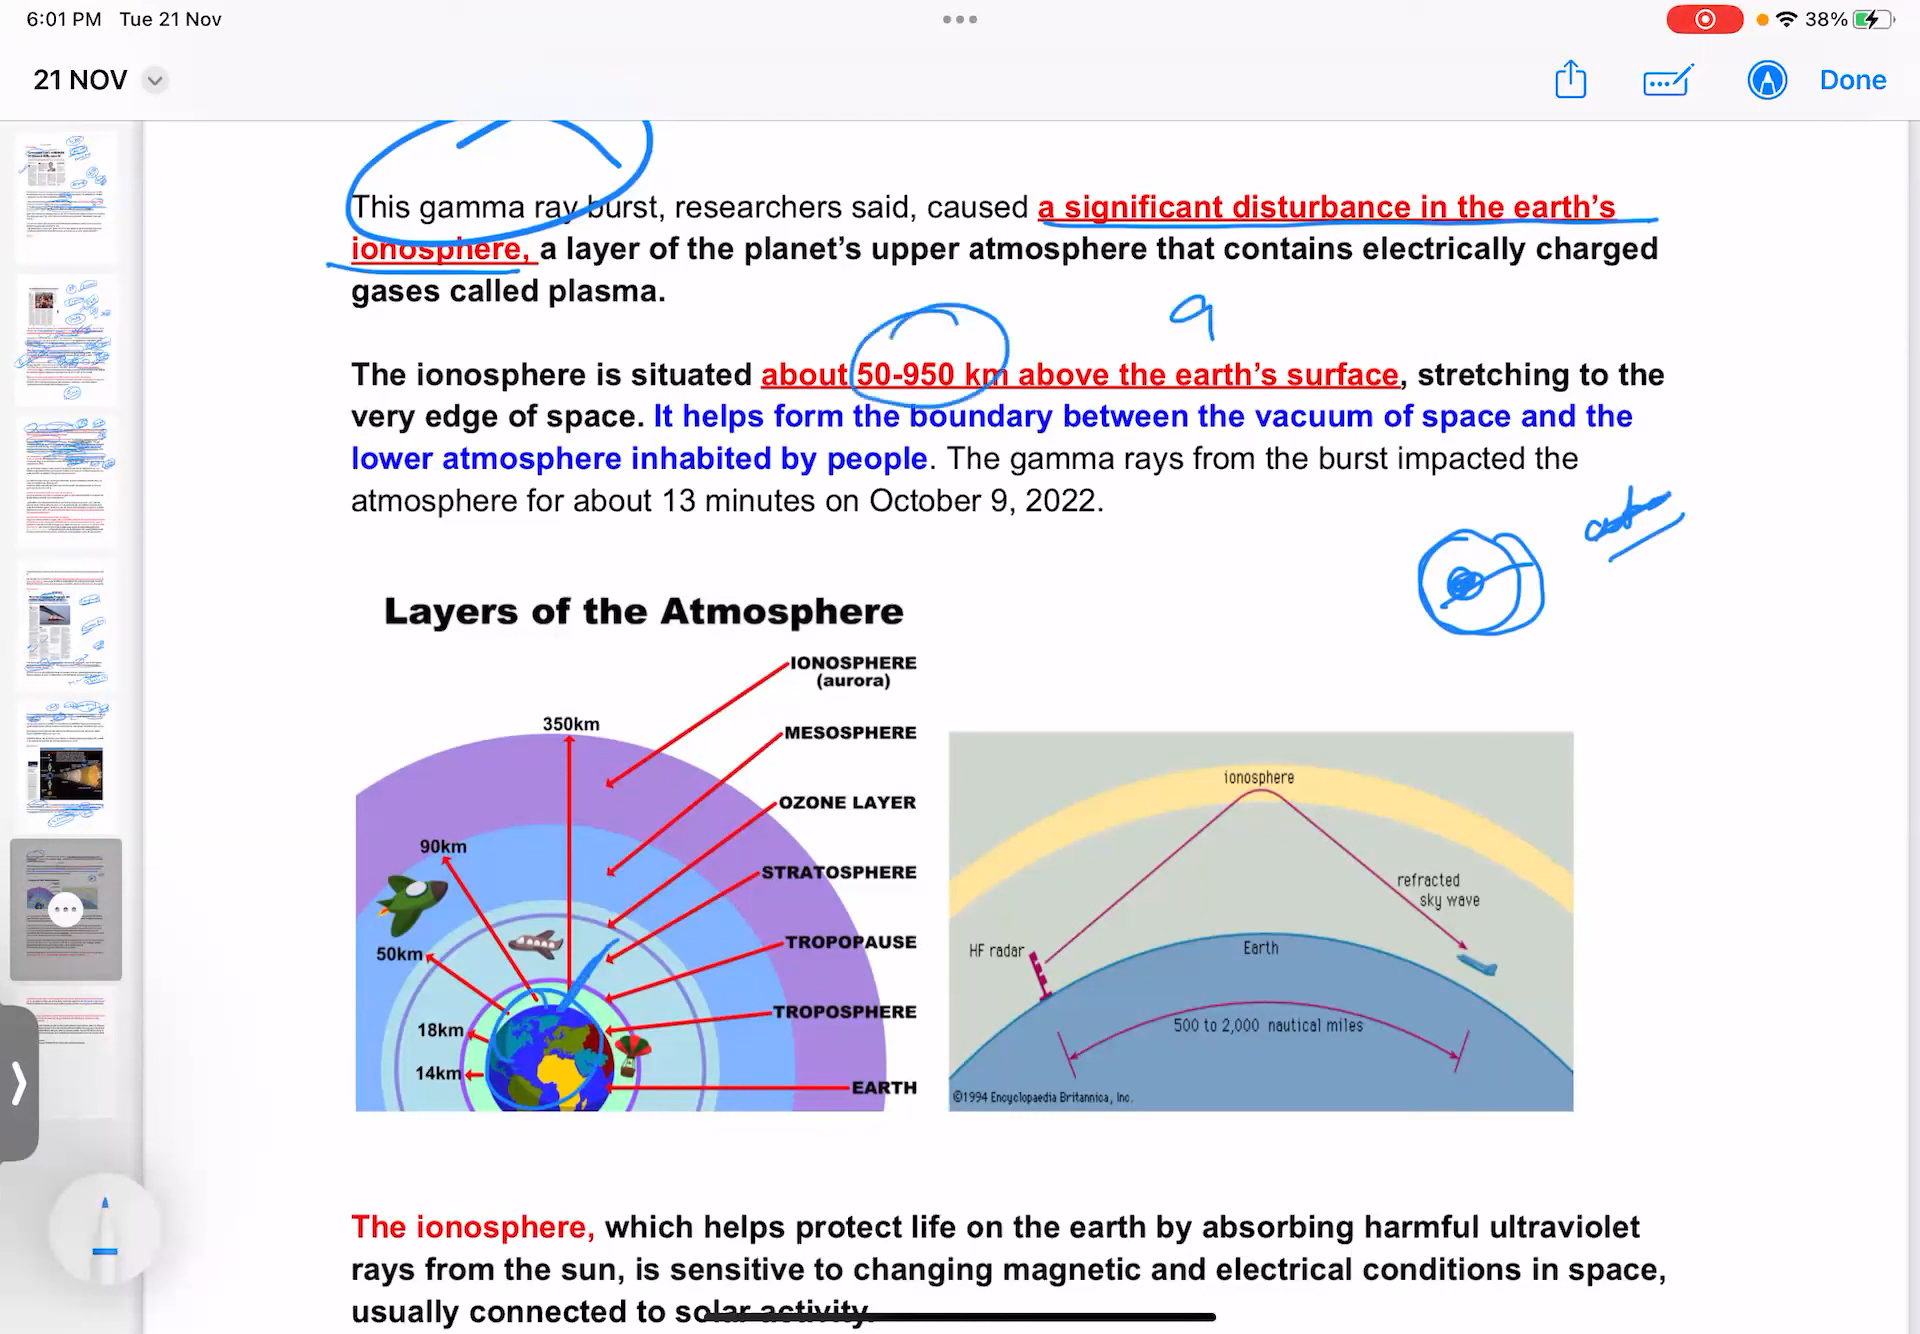 6:01 PM Tue 21 Nov
38%
21 NOV
Done
This gamma ray burst, researchers said, caused a significant disturbance in the earth's
ionosphere, a layer of the planet's upper atmosphere that contains electrically charged
gases called plasma.
The ionosphere is situated about 50-950 km above the earth's surface, stretching to the
very edge of space. It helps form the boundary between the vacuum of space and the
lower atmosphere inhabited by people. The gamma rays from the burst impacted the
atmosphere for about 13 minutes on October 9, 2022.
Layers of the Atmosphere
IONOSPHERE
(aurora)
350km
MESOSPHERE
OZONE LAYER
90km
STRATOSPHERE
TROPOPAUSE
50km
TROPOSPHERE
18km
14km
EARTH
ionosphere
refracted
sky wave
HF radar
Earth
500 to 2,000 nautical miles
©1994 Encyclopaedia Britannica, Inc.
The ionosphere, which helps protect life on the earth by absorbing harmful ultraviolet
rays from the sun, is sensitive to changing magnetic and electrical conditions in space,
usually connected to solar activity.